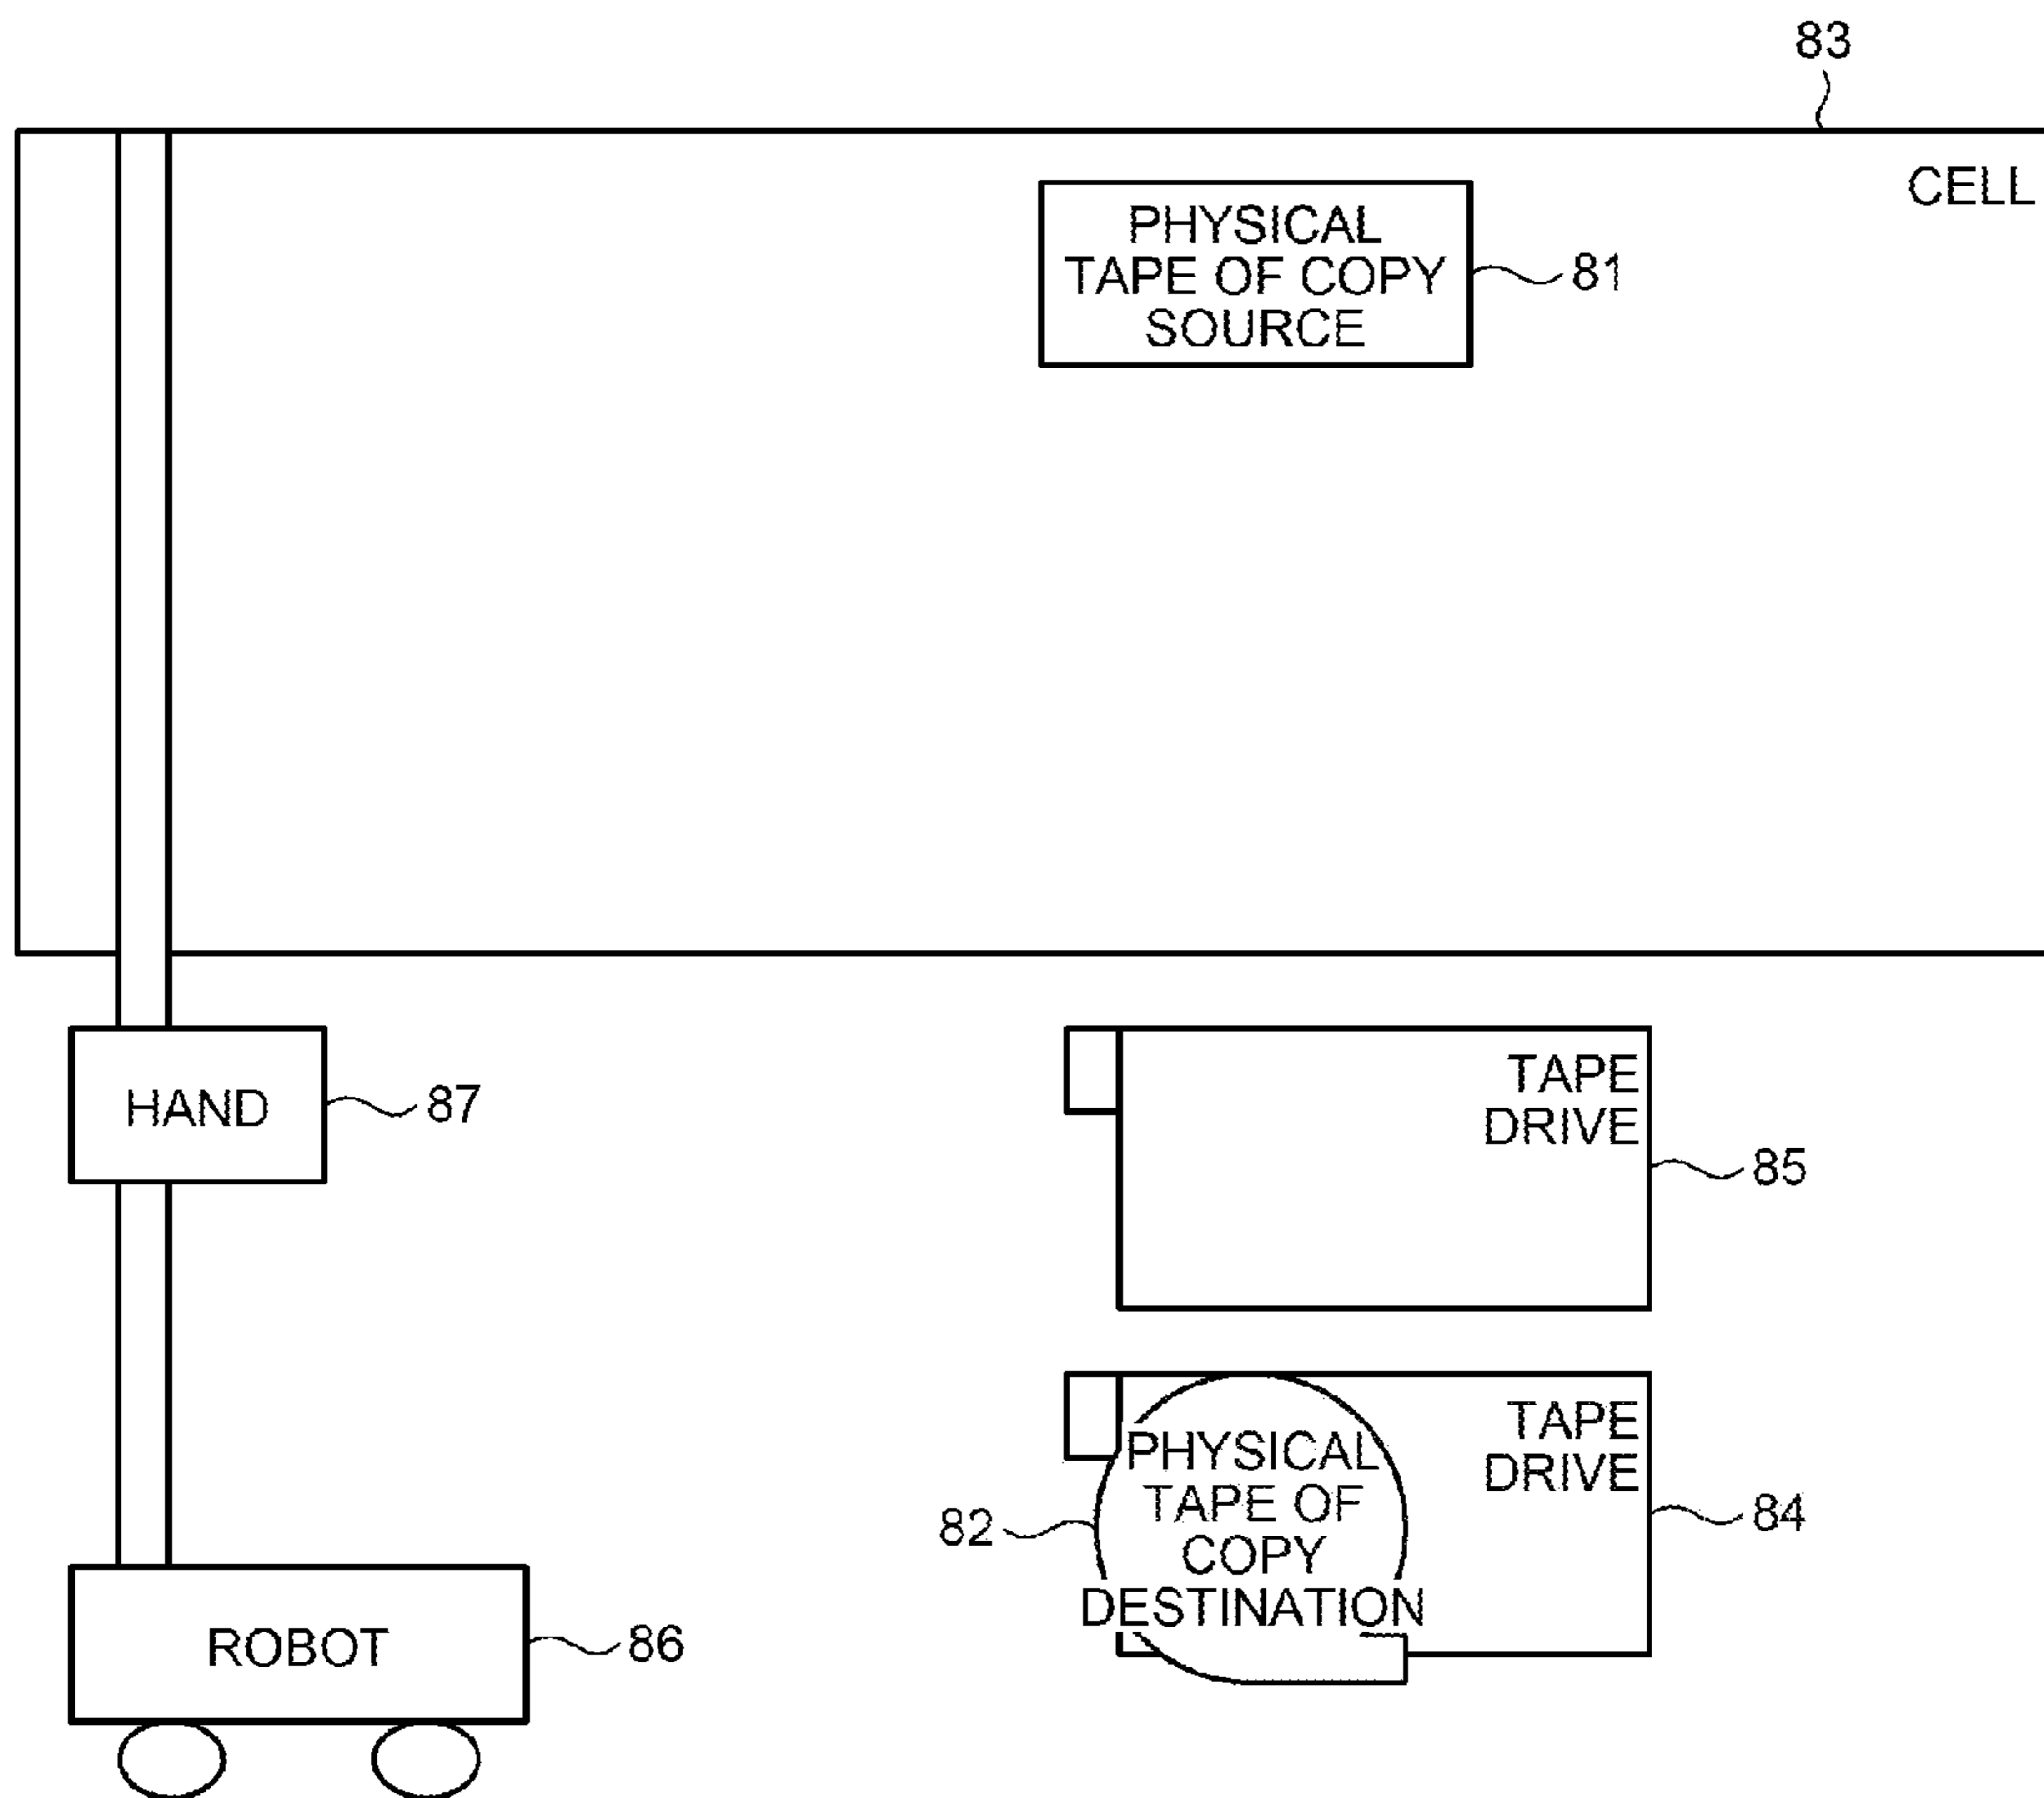 83
CELL
PHYSICAL
TAPE OF COPY
SOURCE
81
HAND
87
TAPE
DRIVE
85
TAPE
DRIVE
84
PHYSICAL
TAPE OF
COPY
DESTINATION
82
ROBOT
86